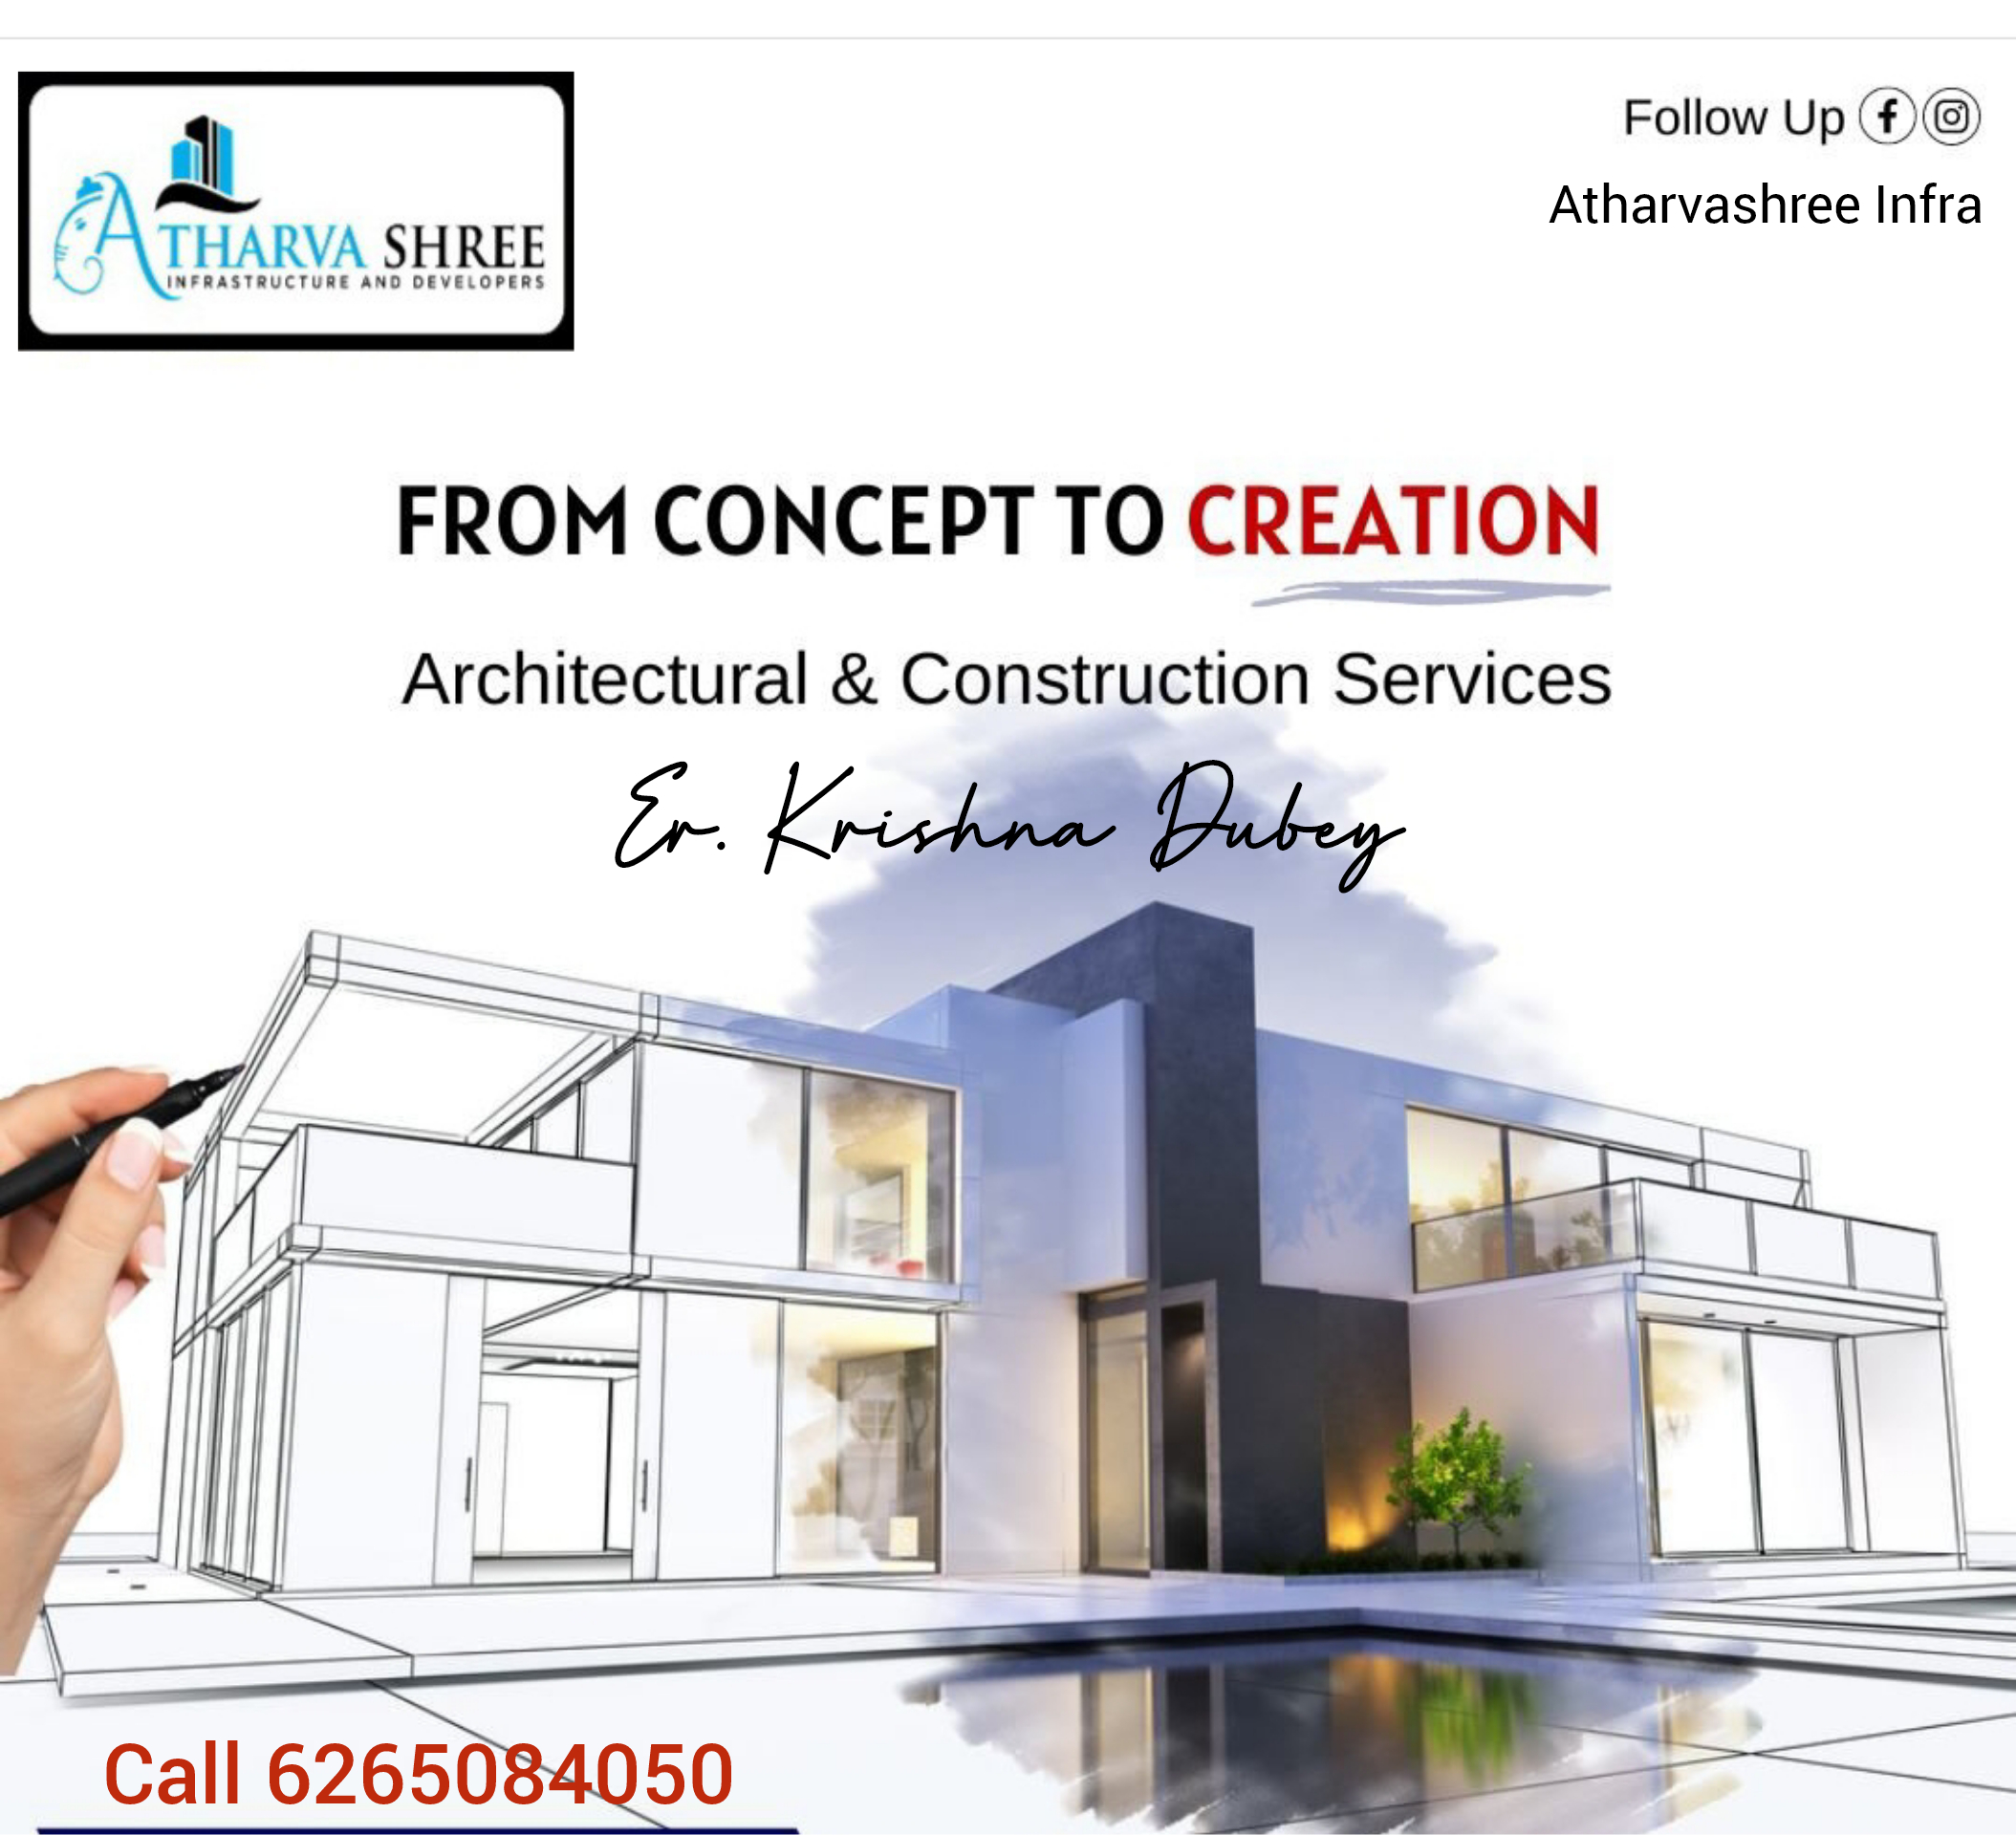 ATHARVA SHREE
INFRASTRUCTURE AND DEVELOPERS
Follow Up
Atharvashree Infra
FROM CONCEPT TO CREATION
Architectural & Construction Services
Er. Krishna Dubey
Call 6265084050